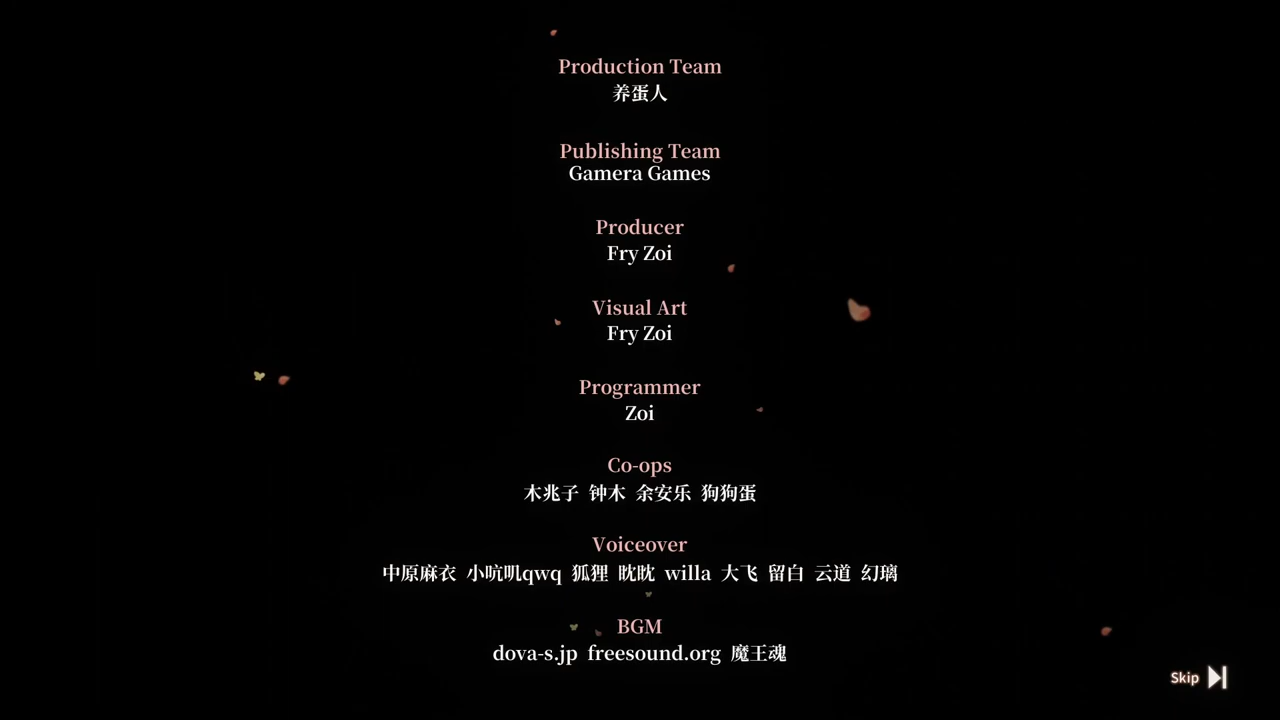 Production Team
养蛋人
Publishing Team
Gamera Games
Producer
Fry Zoi
Visual Art
Fry Zoi
Programmer
Zoi
Co-ops
木兆子 钟木 余安乐 狗狗蛋
Voiceover
中原麻衣 小吭叽qwq 狐狸 眈眈 willa 大飞 留白 云道 幻璃
BGM
dova-s.jp freesound.org 魔王魂
Skip